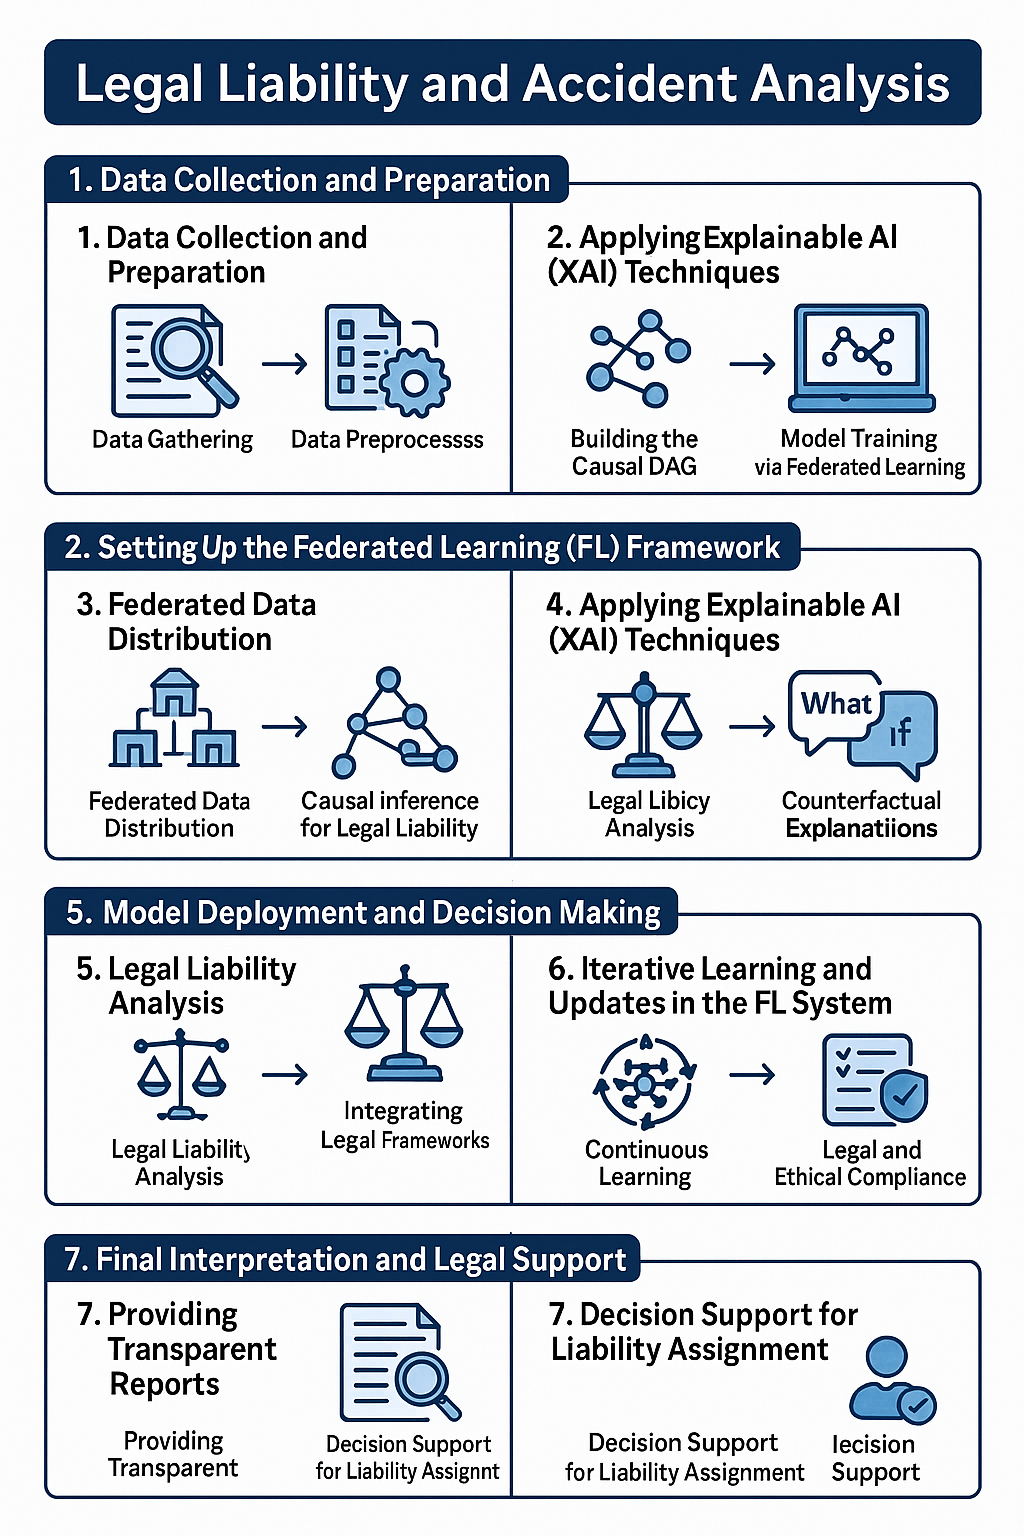 Legal Liability and Accident Analysis
1. Data Collection and Preparation
1. Data Collection and
Preparation
Data Gathering
Data Preprocessss
2. Applying Explainable AI
(XAI) Techniques
Building the
Causal DAG
Model Training
via Federated Learning
2. Setting Up the Federated Learning (FL) Framework
3. Federated Data
Distribution
Federated Data
Distribution
Causal inference
for Legal Liability
4. Applying Explainable AI
(XAI) Techniques
What
if
Legal Libicy
Analysis
Counterfactual
Explanatiions
5. Model Deployment and Decision Making
5. Legal Liability
Analysis
Legal Liability
Analysis
Integrating
Legal Frameworks
6. Iterative Learning and
Updates in the FL System
Continuous
Learning
Legal and
Ethical Compliance
7. Final Interpretation and Legal Support
7. Providing
Transparent
Reports
Providing
Transparent
Decision Support
for Liability Assignnt
7. Decision Support for
Liability Assignment
Decision Support
for Liability Assignment
Iecision
Support